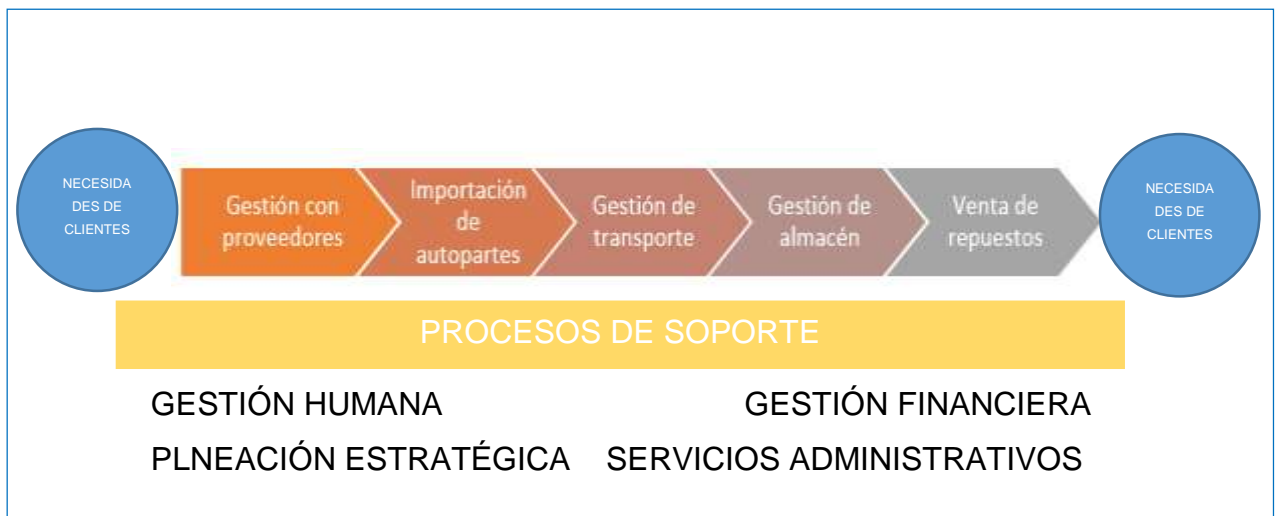 NECESIDA
DES DE
CLIENTES
Gestión con
proveedores
Importación
de
autopartes
Gestión de
transporte
Gestión de
almacén
Venta de
repuestos
NECESIDA
DES DE
CLIENTES
PROCESOS DE SOPORTE
GESTIÓN HUMANA GESTIÓN FINANCIERA
PLNEACIÓN ESTRATÉGICA SERVICIOS ADMINISTRATIVOS